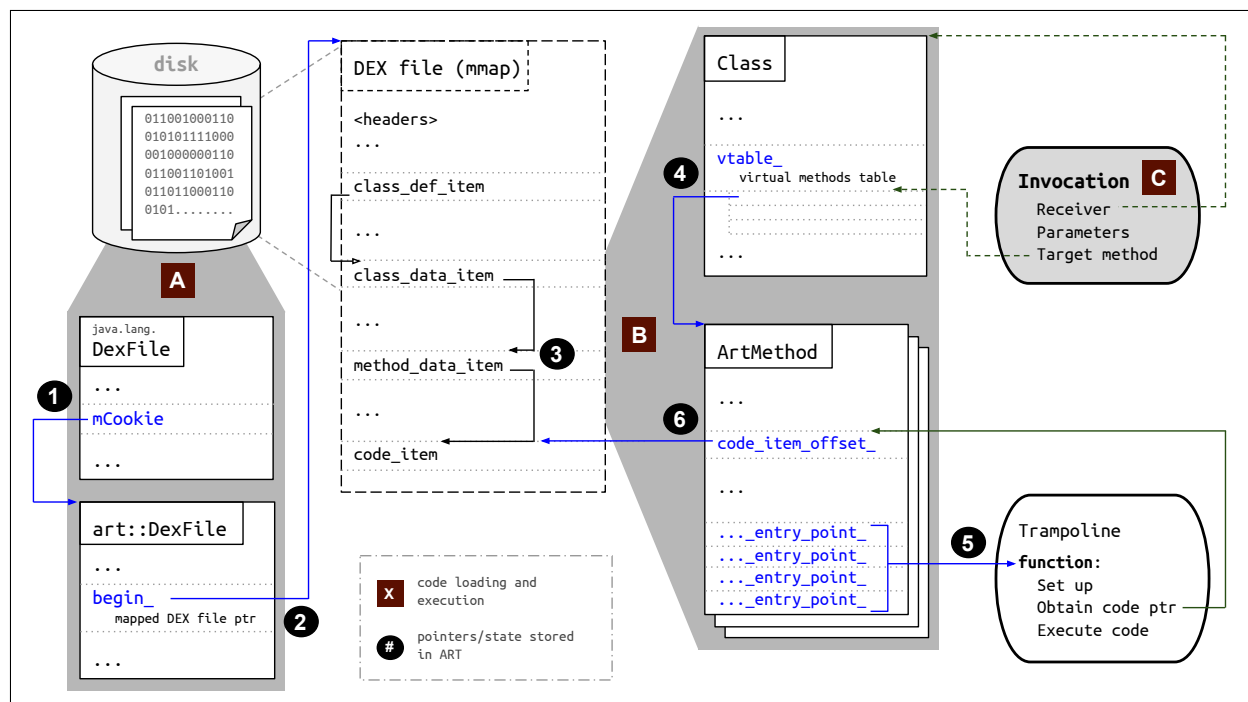 disk
011001000110
010101111000
001000000110
011001101001
011011000110
0101........
A
java.lang.
DexFile
...
1
mCookie
...
art::DexFile
...
begin_
mapped DEX file ptr
2
...
DEX file (mmap)
<headers>
...
class_def_item
...
class_data_item
...
3
method_data_item
...
code_item
X
code loading and
execution
#
pointers/state stored
in ART
B
Class
...
vtable_
virtual methods table
4
...
ArtMethod
...
6
code_item_offset_
...
..._entry_point_
..._entry_point_
..._entry_point_
..._entry_point_
5
Invocation C
Receiver
Parameters
Target method
Trampoline
function:
Set up
Obtain code ptr
Execute code